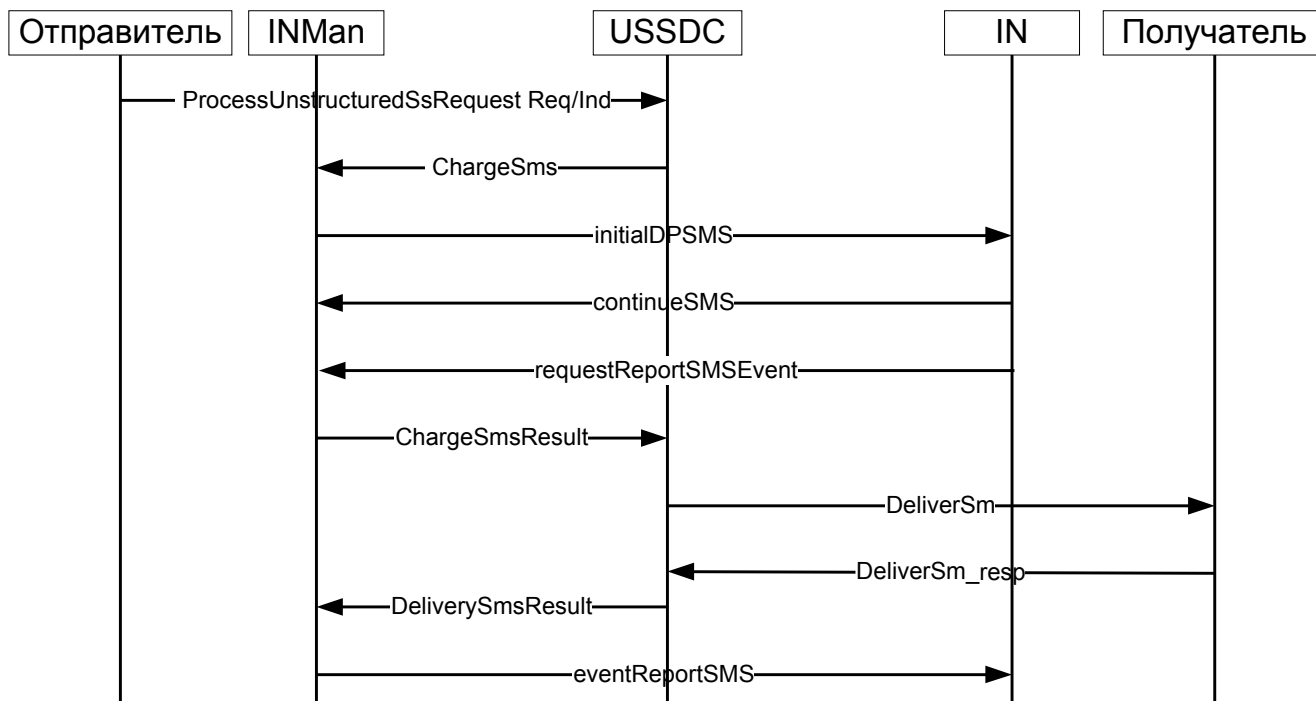 Отправитель
INMan
USSDC
IN
Получатель
ProcessUnstructuredSsRequest Req/Ind
ChargeSms
initialDPSMS
continueSMS
requestReportSMSEvent
ChargeSmsResult
DeliverSm
DeliverSm_resp
DeliverySmsResult
eventReportSMS